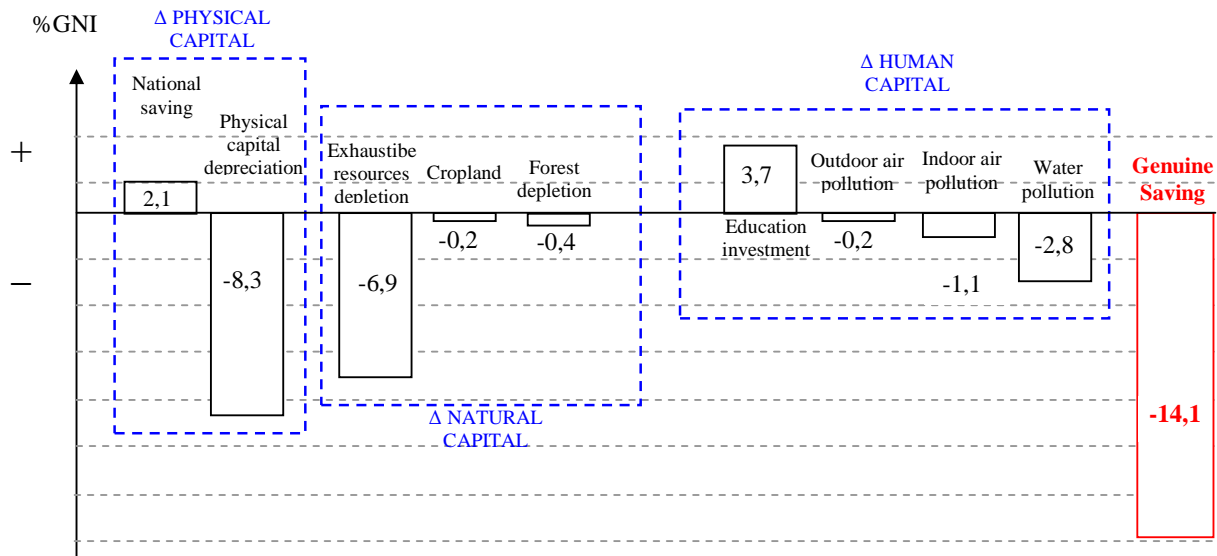 %GNI
Δ PHYSICAL
CAPITAL
National
saving
Physical
capital
depreciation
+
−
2,1
-8,3
Exhaustibe
resources
depletion
Cropland
Forest
depletion
-6,9
-0,2
-0,4
Δ NATURAL
CAPITAL
Δ HUMAN
CAPITAL
3,7
Education
investment
Outdoor air
pollution
-0,2
Indoor air
pollution
-1,1
Water
pollution
-2,8
Genuine
Saving
-14,1